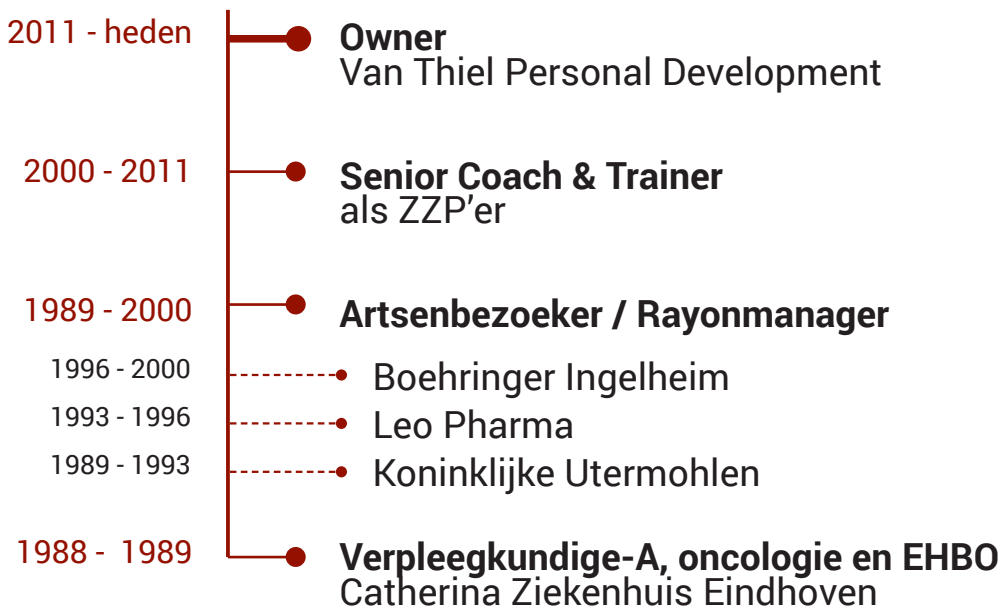 2011 - heden
Owner
Van Thiel Personal Development
2000 - 2011
Senior Coach & Trainer
als ZZP’er
1989 - 2000
Artsenbezoeker / Rayonmanager
1996 - 2000
Boehringer Ingelheim
1993 - 1996
Leo Pharma
1989 - 1993
Koninklijke Utermohlen
1988 -  1989
Verpleegkundige-A, oncologie en EHBO
Catherina Ziekenhuis Eindhoven